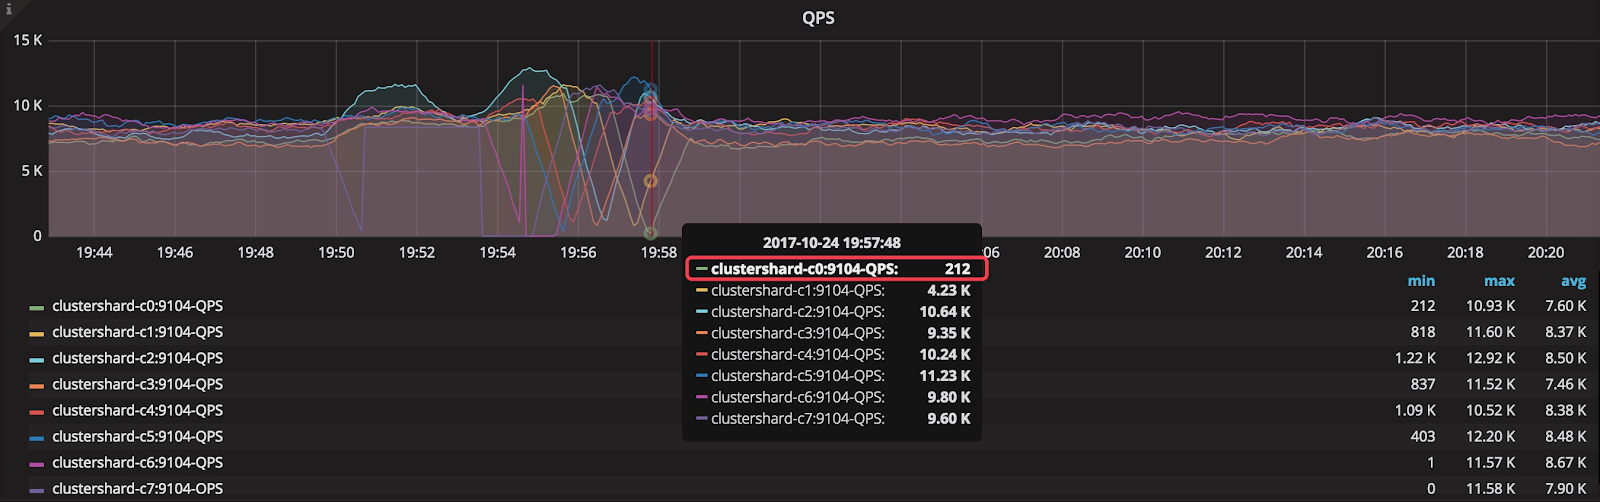 i
QPS
15 K
10 K
5 K
0
19:44 19:46 19:48 19:50 19:52 19:54 19:56 19:58 :06 20:08 20:10 20:12 20:14 20:16 20:18 20:20
2017-10-24 19:57:48
clustershard-c0:9104-QPS: 212
clustershard-c1:9104-QPS: 4.23 K
clustershard-c2:9104-QPS: 10.64 K
clustershard-c3:9104-QPS: 9.35 K
clustershard-c4:9104-QPS: 10.24 K
clustershard-c5:9104-QPS: 11.23 K
clustershard-c6:9104-QPS: 9.80 K
clustershard-c7:9104-QPS: 9.60 K
min max avg
clustershard-c0:9104-QPS 212 10.93 K 7.60 K
clustershard-c1:9104-QPS 818 11.60 K 8.37 K
clustershard-c2:9104-QPS 1.22 K 12.92 K 8.50 K
clustershard-c3:9104-QPS 837 11.52 K 7.46 K
clustershard-c4:9104-QPS 1.09 K 10.52 K 8.38 K
clustershard-c5:9104-QPS 403 12.20 K 8.48 K
clustershard-c6:9104-QPS 1 11.57 K 8.67 K
clustershard-c7:9104-QPS 0 11.58 K 7.90 K